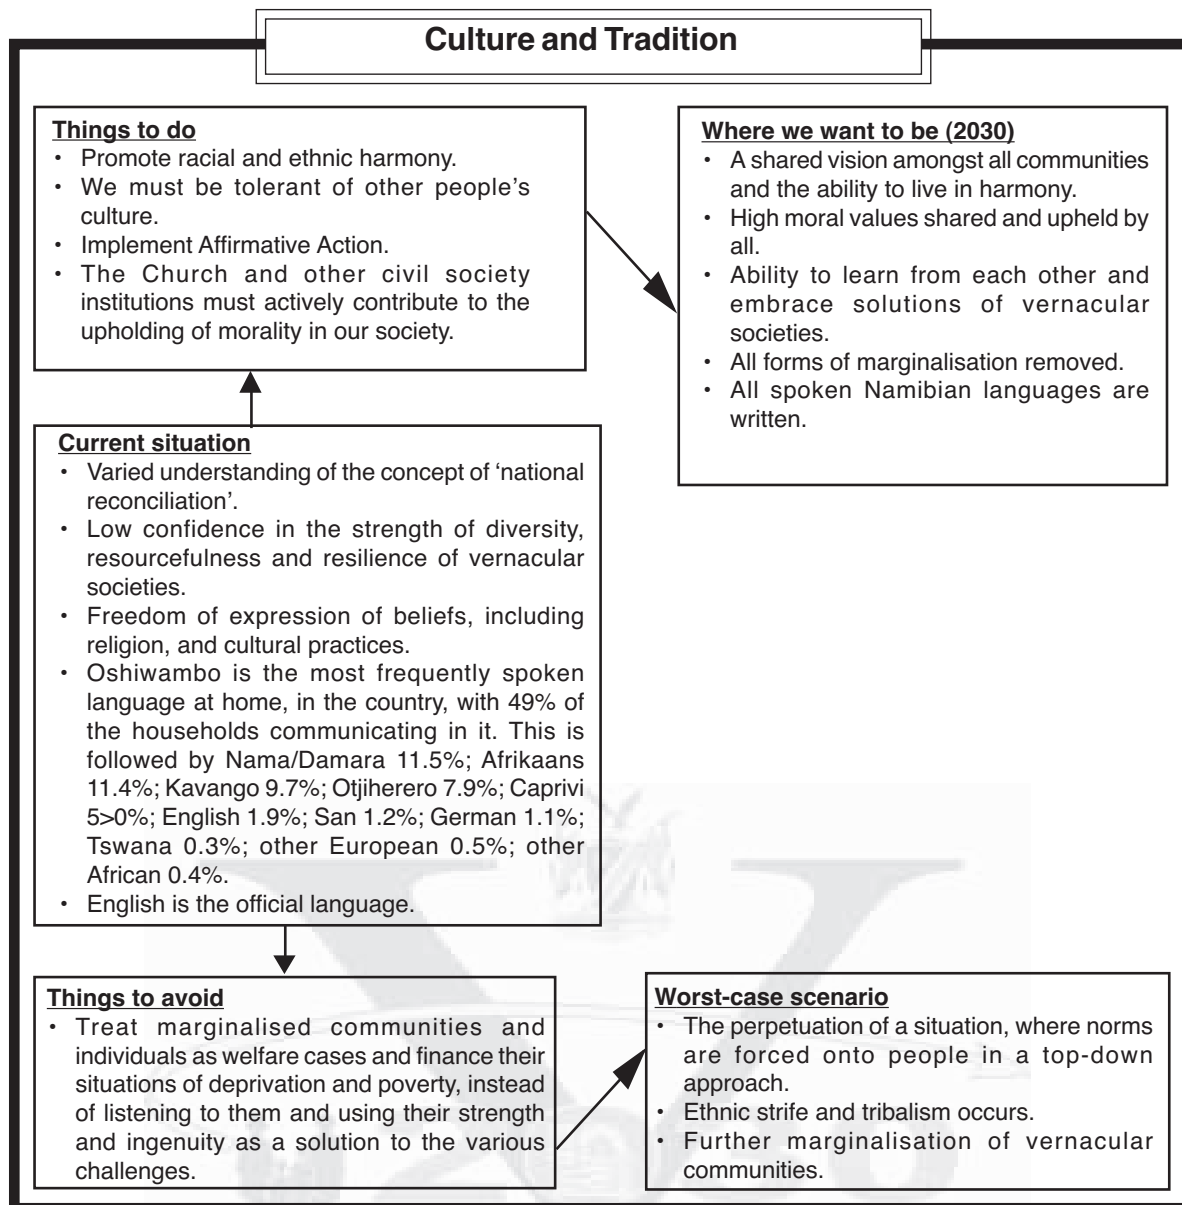 Culture and Tradition
Things to do
• Promote racial and ethnic harmony.
• We must be tolerant of other people's
culture.
• Implement Affirmative Action.
• The Church and other civil society
institutions must actively contribute to the
upholding of morality in our society.
Where we want to be (2030)
• A shared vision amongst all communities
and the ability to live in harmony.
• High moral values shared and upheld by
all.
• Ability to learn from each other and
embrace solutions of vernacular
societies.
• All forms of marginalisation removed.
• All spoken Namibian languages are
written.
Current situation
• Varied understanding of the concept of ‘national
reconciliation’.
• Low confidence in the strength of diversity,
resourcefulness and resilience of vernacular
societies.
• Freedom of expression of beliefs, including
religion, and cultural practices.
• Oshiwambo is the most frequently spoken
language at home, in the country, with 49% of
the households communicating in it. This is
followed by Nama/Damara 11.5%; Afrikaans
11.4%; Kavango 9.7%; Otjiherero 7.9%; Caprivi
5>0%; English 1.9%; San 1.2%; German 1.1%;
Tswana 0.3%; other European 0.5%; other
African 0.4%.
• English is the official language.
Things to avoid
• Treat marginalised communities and
individuals as welfare cases and finance their
situations of deprivation and poverty, instead
of listening to them and using their strength
and ingenuity as a solution to the various
challenges.
Worst-case scenario
• The perpetuation of a situation, where norms
are forced onto people in a top-down
approach.
• Ethnic strife and tribalism occurs.
• Further marginalisation of vernacular
communities.